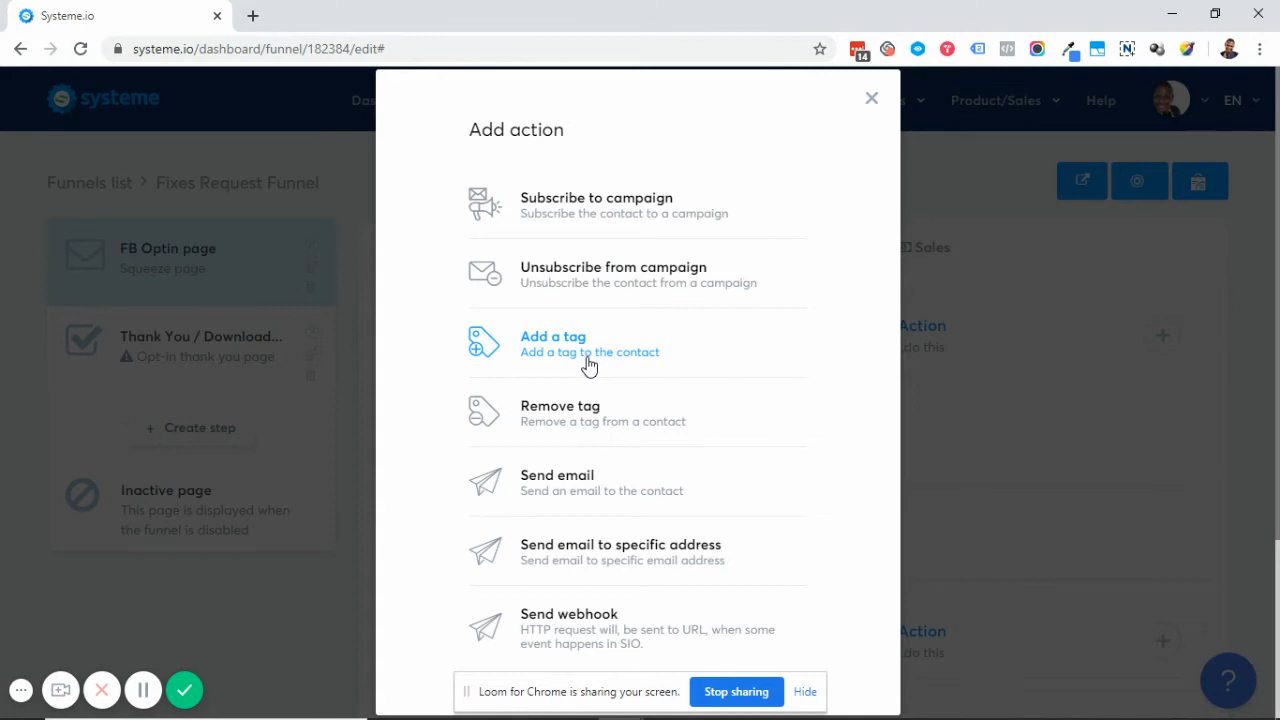 Systeme.io
systeme.io/dashboard/funnel/182384/edit#
14
systeme
Das
s
Product/Sales
Help
EN
Add action
Funnels list > Fixes Request Funnel
FB Optin page
Squeeze page
Thank You / Download...
Opt-in thank you page
+ Create step
Inactive page
This page is displayed when
the funnel is disabled
Subscribe to campaign
Subscribe the contact to a campaign
Unsubscribe from campaign
Unsubscribe the contact from a campaign
Add a tag
Add a tag to the contact
Remove tag
Remove a tag from a contact
Send email
Send an email to the contact
Send email to specific address
Send email to specific email address
Send webhook
HTTP request will, be sent to URL, when some
event happens in SIO.
Sales
Action
do this:
Action
do this
Loom for Chrome is sharing your screen.
Stop sharing
Hide
?